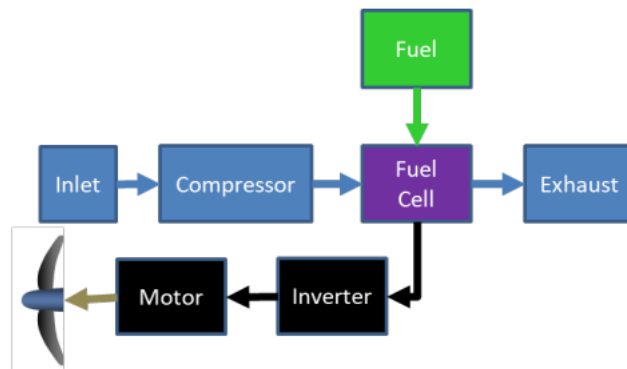 Fuel
Inlet
Compressor
Fuel
Cell
Exhaust
Motor
Inverter